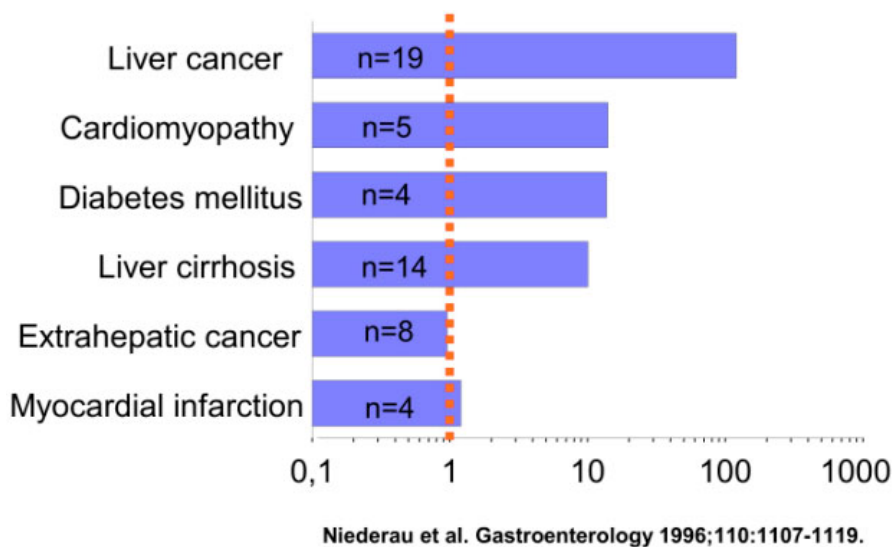 Liver cancer n=19
Cardiomyopathy n=5
Diabetes mellitus n=4
Liver cirrhosis n=14
Extrahepatic cancer n=8
Myocardial infarction n=4
0,1 1 10 100 1000
Niederau et al. Gastroenterology 1996;110:1107-1119.